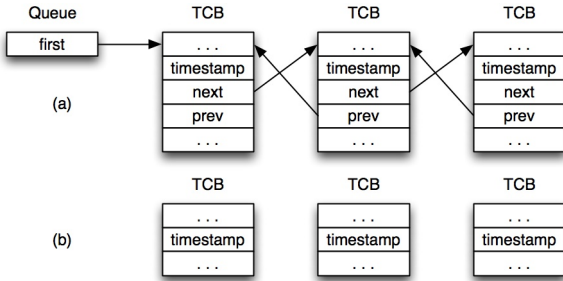 Queue TCB TCB TCB
first . . . . . . . . .
timestamp timestamp timestamp
next next next
(a)
prev prev prev
. . . . . . . . .
TCB TCB TCB
. . . . . . . . .
(b) timestamp timestamp timestamp
. . . . . . . . .